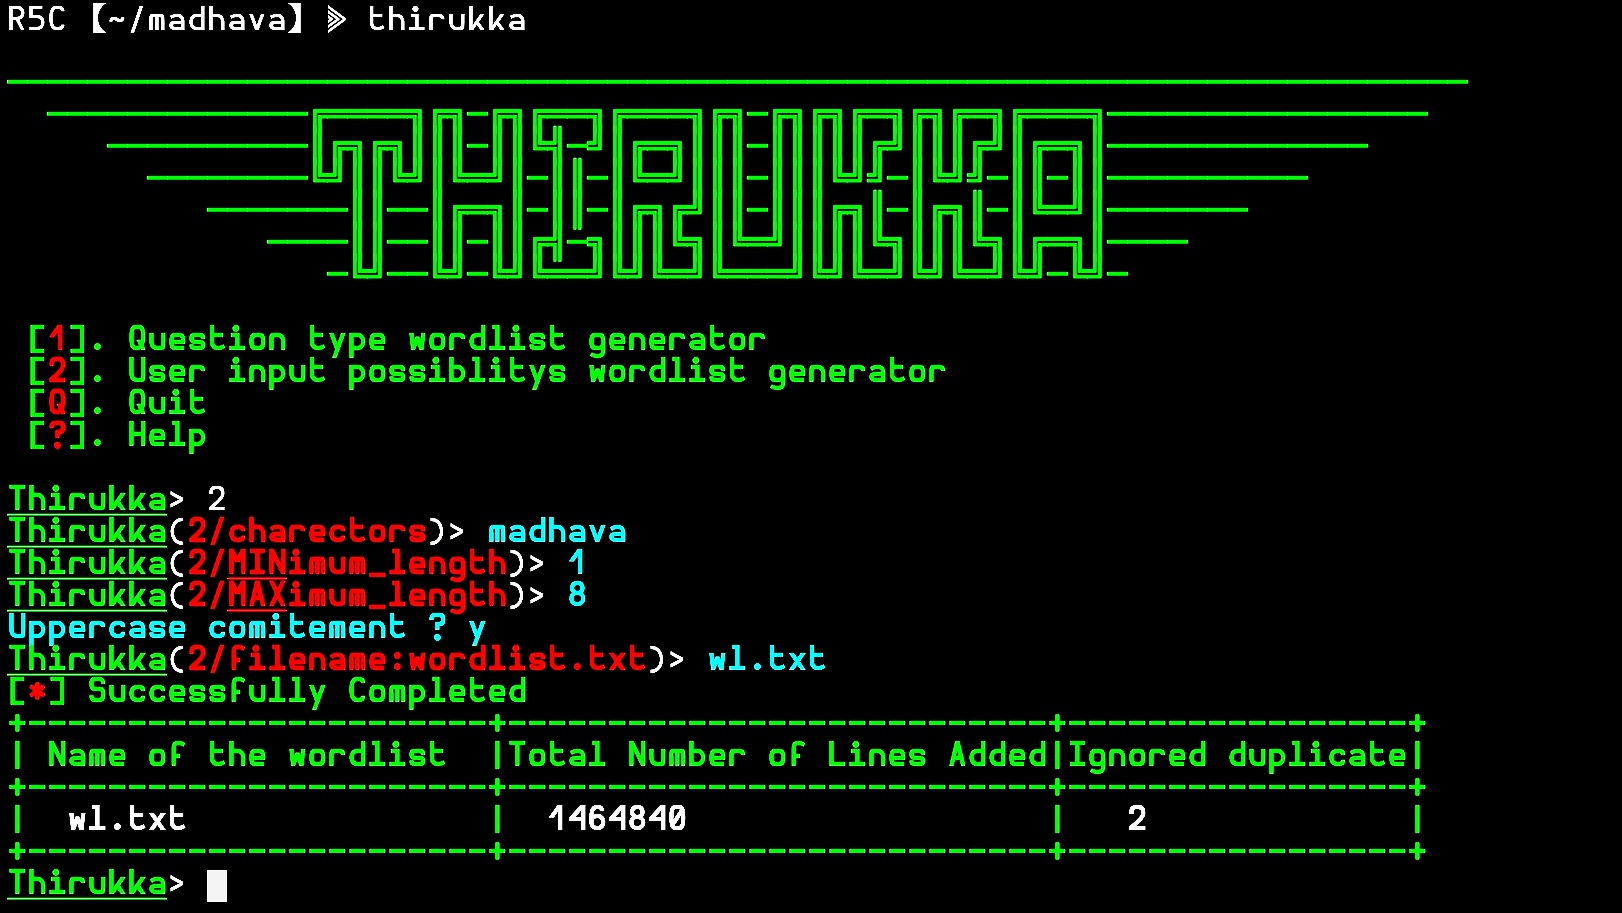 R5C【~/madhava】⫸ thirukka
THIRUKKA
[1]. Question type wordlist generator
[2]. User input possiblitys wordlist generator
[Q]. Quit
[?]. Help
Thirukka> 2
Thirukka(2/charectors)> madhava
Thirukka(2/MINimum_length)> 1
Thirukka(2/MAXimum_length)> 8
Uppercase comitement ? y
Thirukka(2/filename:wordlist.txt)> wl.txt
[*] Successfully Completed
| Name of the wordlist |Total Number of Lines Added|Ignored duplicate|
| wl.txt | 1464840 | 2 |
Thirukka>